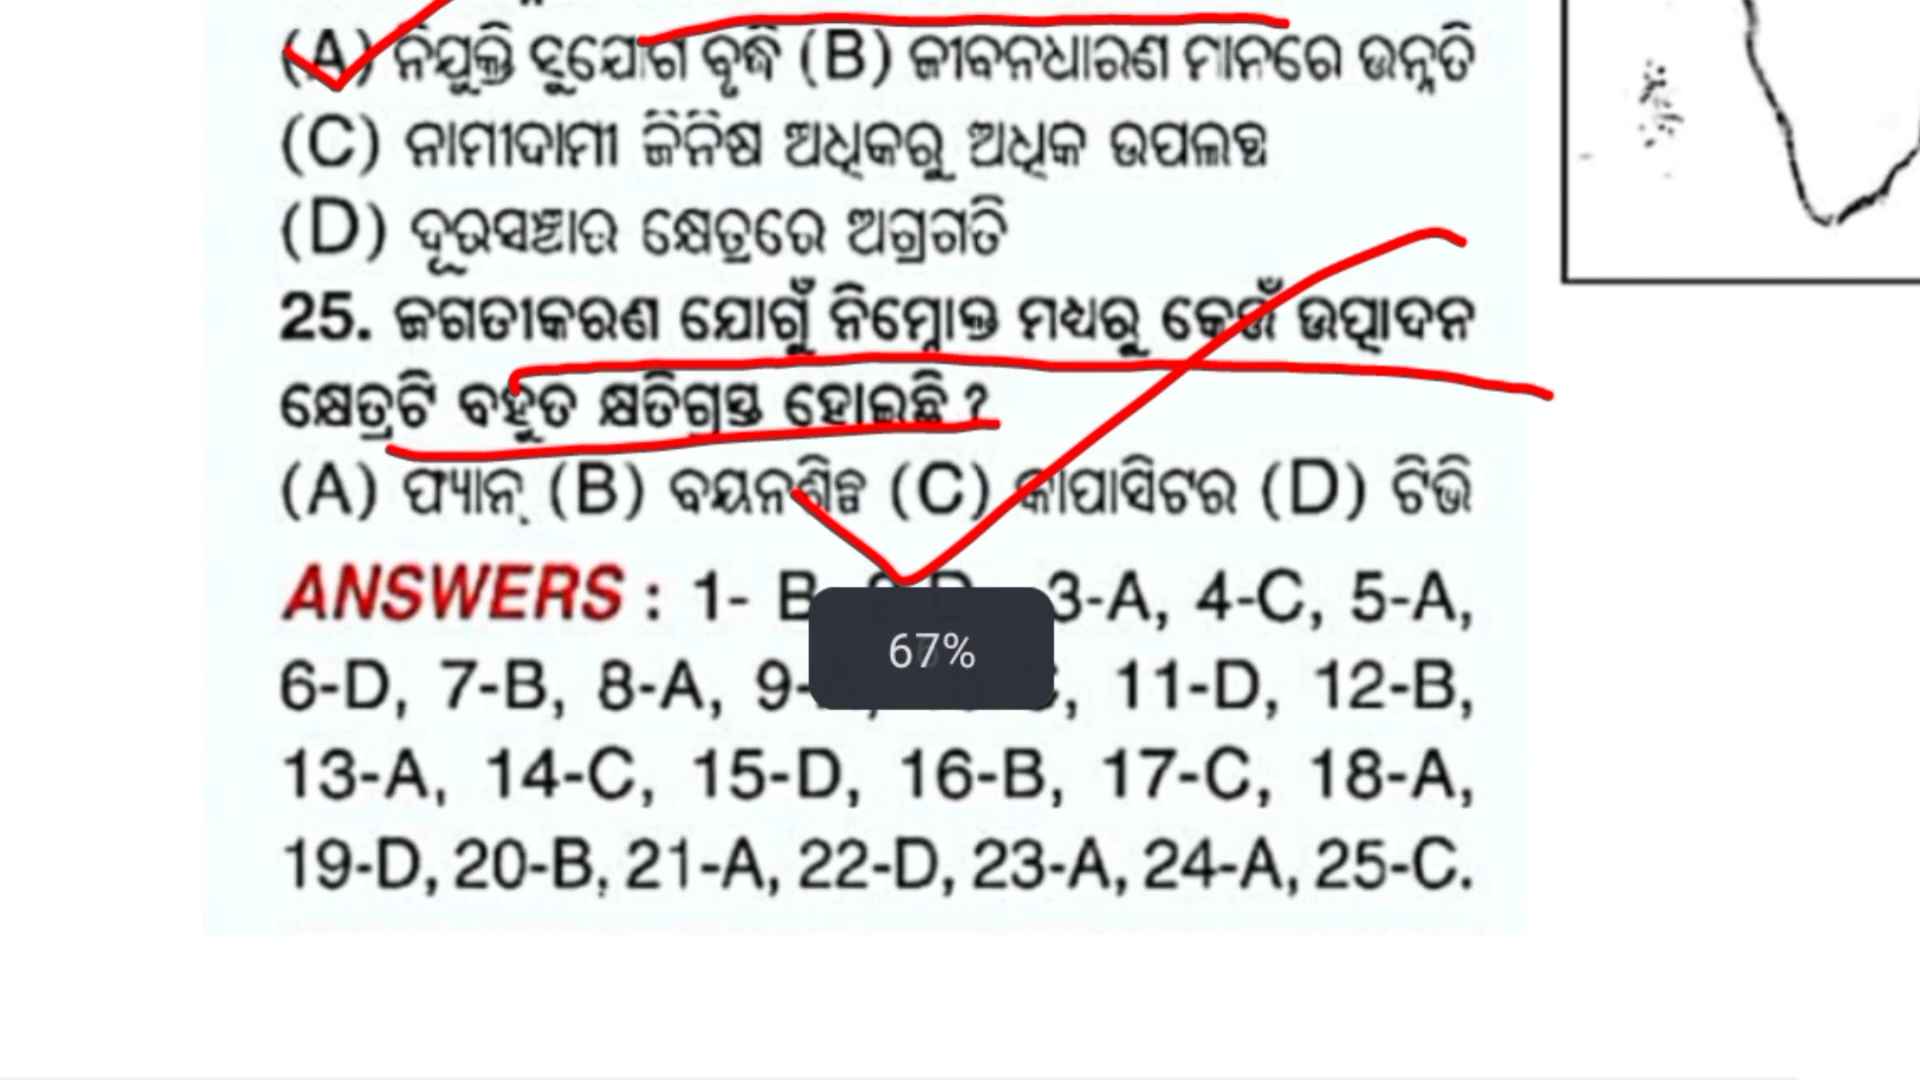 (A) ନିଯୁକ୍ତି ସୁଯୋଗ ବୃଦ୍ଧି (B) ଜୀବନଧାରଣ ମାନରେ ଉନ୍ନତି
(C) ନାମୀଦାମୀ ଜିନିଷ ଅଧିକରୁ ଅଧିକ ଉପଲବ୍ଧ
(D) ଦୂରସଞ୍ଚାର କ୍ଷେତ୍ରରେ ଅଗ୍ରଗତି
25. ଜଗତୀକରଣ ଯୋଗୁଁ ନିମ୍ନୋକ୍ତ ମଧ୍ୟରୁ କେଉଁ ଉତ୍ପାଦନ
କ୍ଷେତ୍ରଟି ବହୁତ କ୍ଷତିଗ୍ରସ୍ତ ହୋଇଛି ?
(A) ଫ୍ୟାନ୍ (B) ବୟନଶିଳ୍ପ (C) କାପାସିଟର (D) ଟିଭି
ANSWERS : 1- B 3-A, 4-C, 5-A,
67%
6-D, 7-B, 8-A, 9- 11-D, 12-B,
13-A, 14-C, 15-D, 16-B, 17-C, 18-A,
19-D, 20-B, 21-A, 22-D, 23-A, 24-A, 25-C.